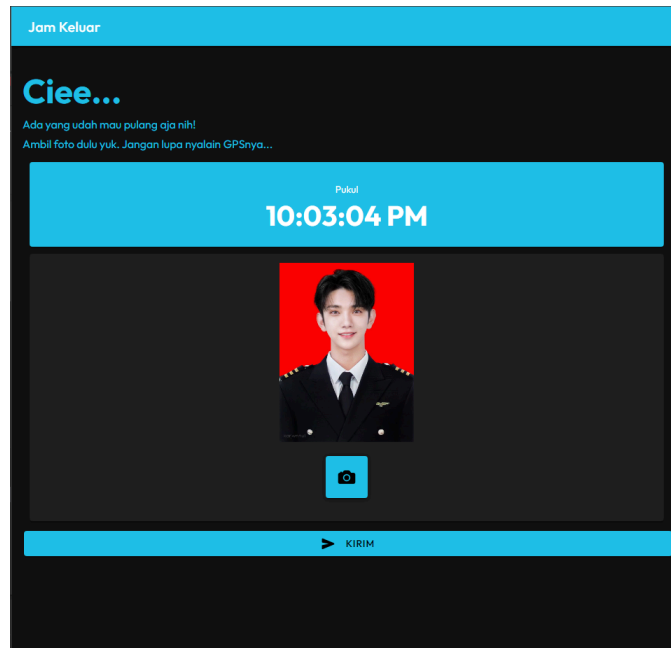 Jam Keluar
Ciee...
Ada yang udah mau pulang aja nih!
Ambil foto dulu yuk. Jangan lupa nyalain GPSnya...
Pukul
10:03:04 PM
KIRIM